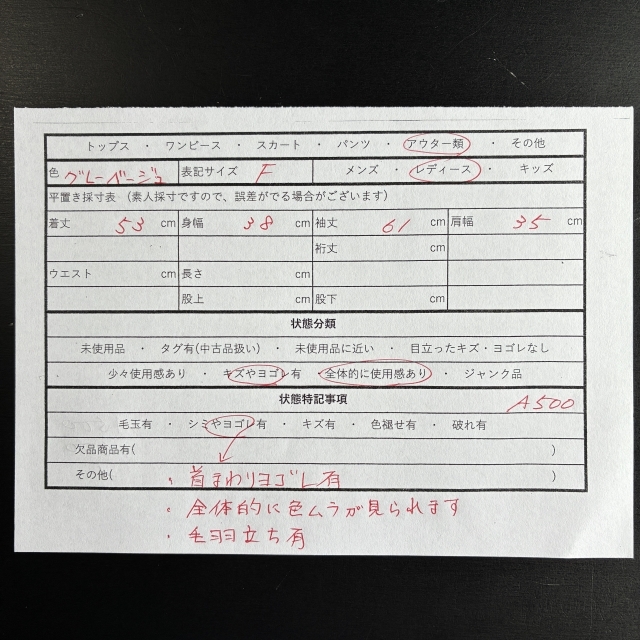 トップス ・ ワンピース ・ スカート ・ パンツ ・ アウター類 ・ その他
色 グレーベージュ 表記サイズ F メンズ ・ レディース ・ キッズ
平置き採寸表 (素人採寸ですので、誤差がでる場合がございます)
着丈 53 cm 身幅 38 cm 袖丈 61 cm 肩幅 35 cm
裄丈 cm
ウエスト cm 長さ cm
股上 cm 股下 cm
状態分類
未使用品 ・ タグ有(中古品扱い) ・ 未使用品に近い ・ 目立ったキズ・ヨゴレなし
少々使用感あり ・ キズやヨゴレ有 ・ 全体的に使用感あり ・ ジャンク品
状態特記事項 A500
毛玉有 ・ シミやヨゴレ有 ・ キズ有 ・ 色褪せ有 ・ 破れ有
欠品商品有( )
その他( ・首まわりヨゴレ有 )
・全体的に色ムラが見られます
・毛羽立ち有